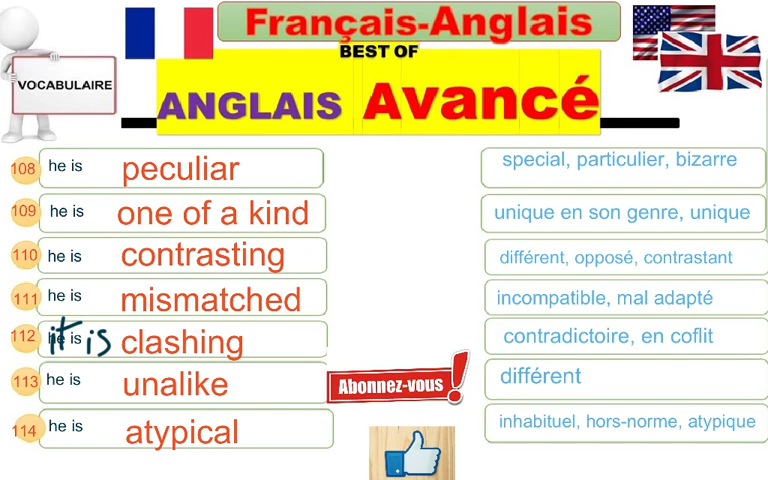 Français-Anglais
BEST OF
VOCABULAIRE
ANGLAIS Avancé
108 he is peculiar special, particulier, bizarre
109 he is one of a kind unique en son genre, unique
110 he is contrasting différent, opposé, contrastant
111 he is mismatched incompatible, mal adapté
112 he is it is clashing contradictoire, en coflit
113 he is unalike différent
Abonnez-vous !
114 he is atypical inhabituel, hors-norme, atypique